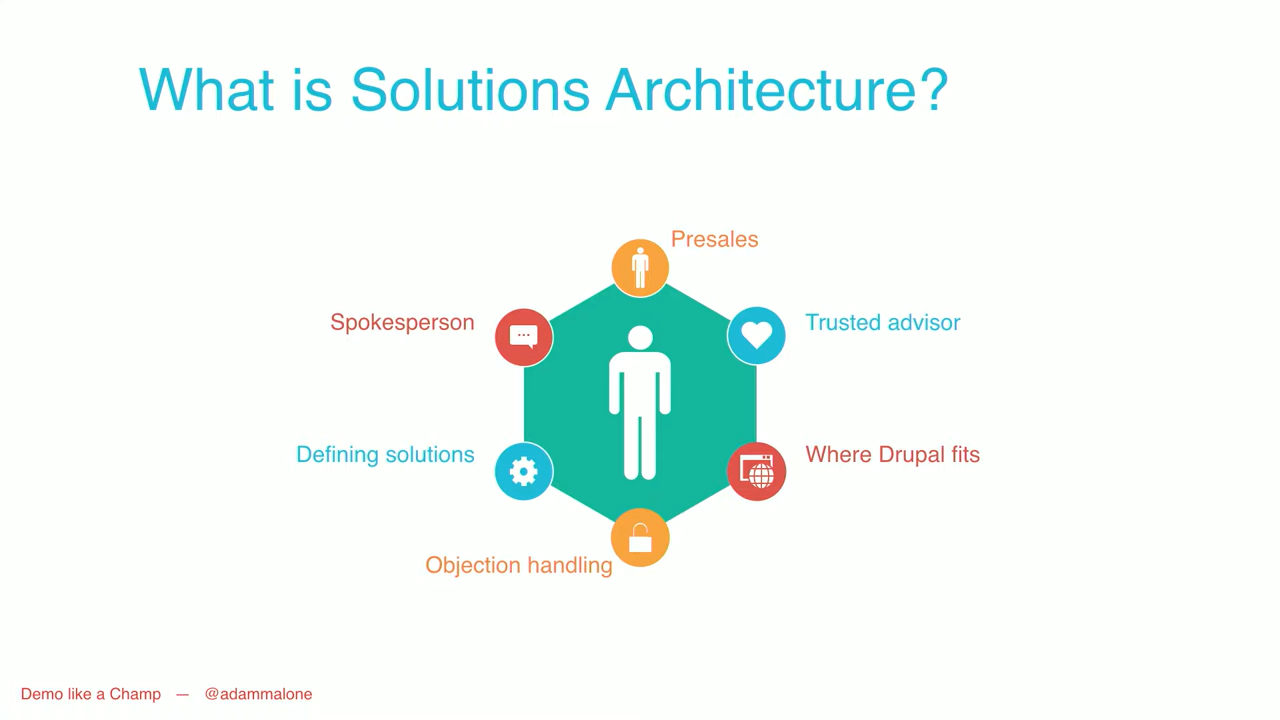 What is Solutions Architecture?
Presales
Spokesperson
Trusted advisor
Defining solutions
Where Drupal fits
Objection handling
Demo like a Champ — @adammalone